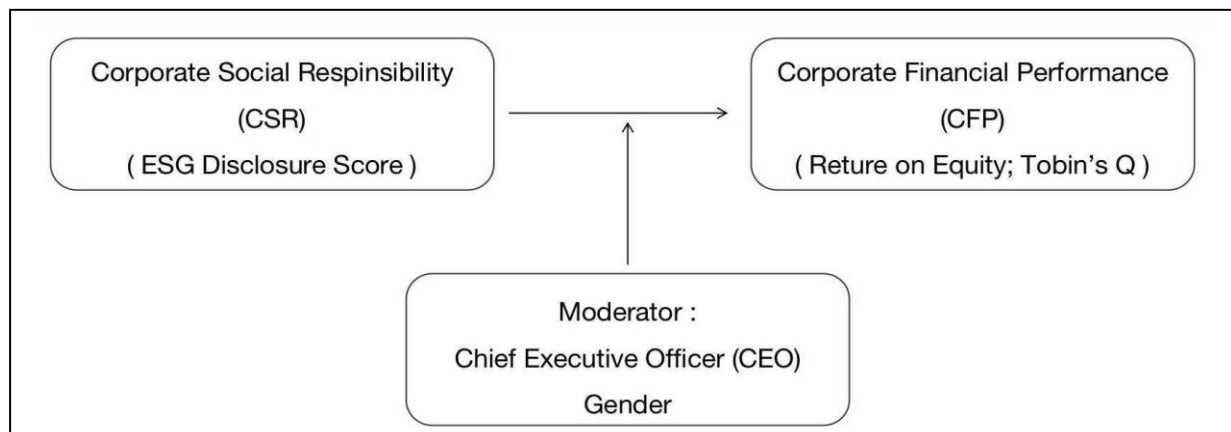 Corporate Social Respinsibility
(CSR)
( ESG Disclosure Score )
Corporate Financial Performance
(CFP)
( Reture on Equity; Tobin’s Q )
Moderator :
Chief Executive Officer (CEO)
Gender